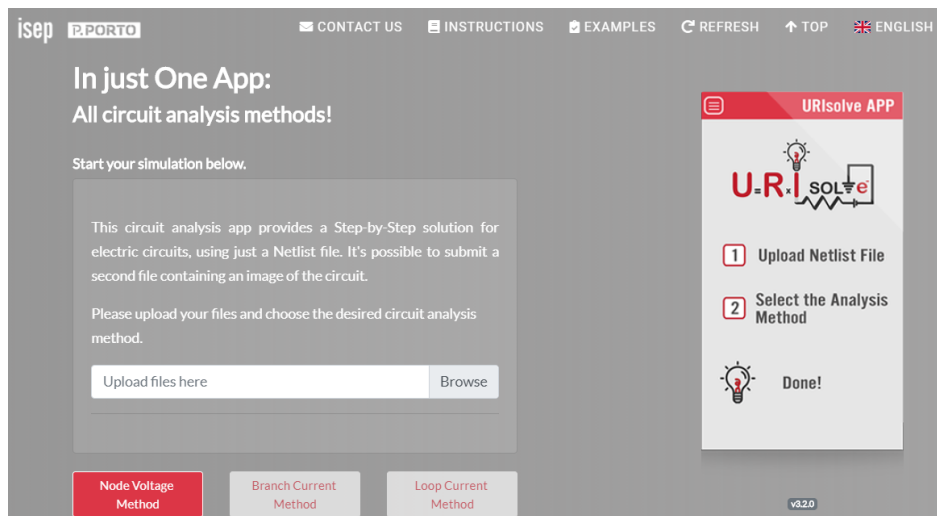 isep P.PORTO CONTACT US INSTRUCTIONS EXAMPLES REFRESH TOP ENGLISH
In just One App:
All circuit analysis methods!
Start your simulation below.
This circuit analysis app provides a Step-by-Step solution for
electric circuits, using just a Netlist file. It's possible to submit a
second file containing an image of the circuit.
Please upload your files and choose the desired circuit analysis
method.
Upload files here Browse
Node Voltage
Method
Branch Current
Method
Loop Current
Method
URIsolve APP
U=R×I SOLVe
1 Upload Netlist File
2 Select the Analysis
Method
Done!
v3.2.0